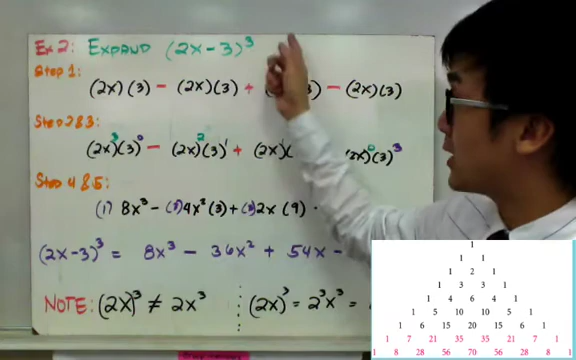 Ex 2: EXPAND (2x-3)³
Step 1:
(2x)(3) - (2x)(3) + 3) - (2x)(3)
Step 2&3:
(2x)³(3)⁰ - (2x)²(3)¹ + (2x)( (2x)⁰(3)³
Step 4&5:
(1) 8x³ - (3)4x²(3) + (3)2x(9)
(2x-3)³ = 8x³ - 36x² + 54x -
NOTE: (2x)³ ≠ 2x³ (2x)³ = 2³x³ =
1
1 1
1 2 1
1 3 3 1
1 4 6 4 1
1 5 10 10 5 1
1 6 15 20 15 6 1
1 7 21 35 35 21 7 1
1 8 28 56 70 56 28 8 1